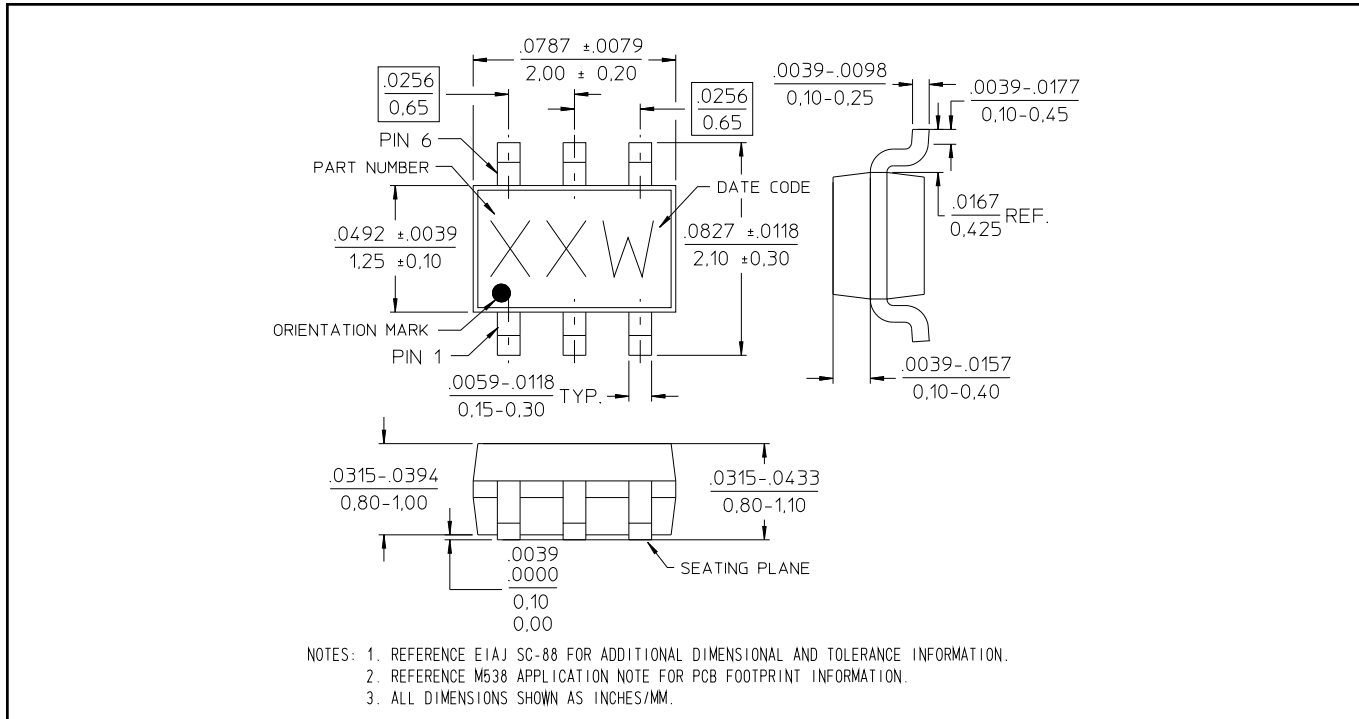 .0787 ±.0079
2,00 ± 0,20
.0256
0,65
.0256
0.65
.0039-.0098
0,10-0,25
.0039-.0177
0,10-0,45
PIN 6
PART NUMBER
DATE CODE
.0492 ±.0039
1,25 ±0,10
XXW
.0827 ±.0118
2,10 ±0,30
.0167
0,425
REF.
ORIENTATION MARK
PIN 1
.0059-.0118
0,15-0,30
TYP.
.0039-.0157
0,10-0,40
.0315-.0394
0,80-1,00
.0315-.0433
0,80-1,10
.0039
.0000
0,10
0,00
SEATING PLANE
NOTES: 1. REFERENCE EIAJ SC-88 FOR ADDITIONAL DIMENSIONAL AND TOLERANCE INFORMATION.
2. REFERENCE M538 APPLICATION NOTE FOR PCB FOOTPRINT INFORMATION.
3. ALL DIMENSIONS SHOWN AS INCHES/MM.